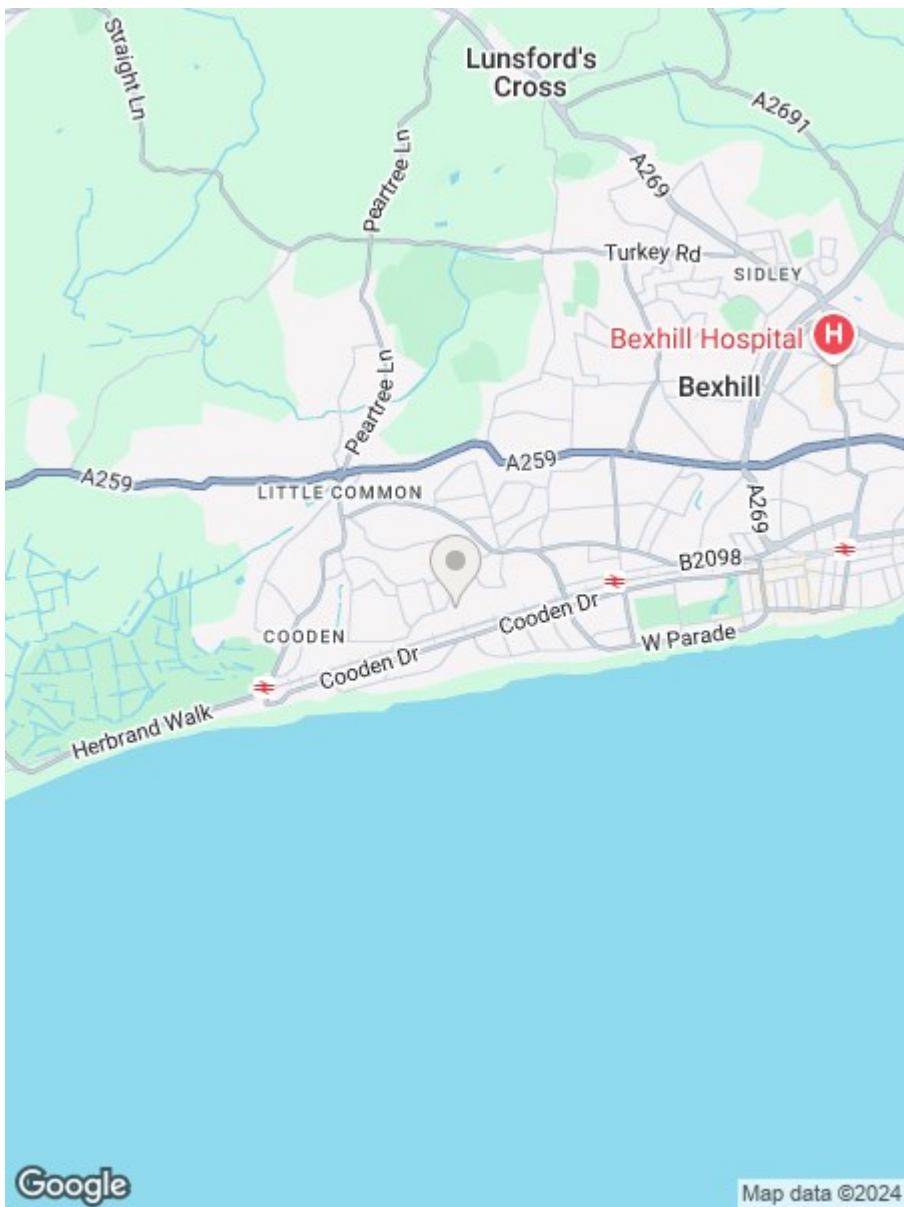 Straight Ln
Lunsford's
Cross
A2691
Peartree Ln
A269
Turkey Rd
SIDLEY
Bexhill Hospital
H
Bexhill
Peartree Ln
A259
A259
LITTLE COMMON
A269
B2098
Cooden Dr
COODEN
W Parade
Cooden Dr
Herbrand Walk
Google
Map data ©2024